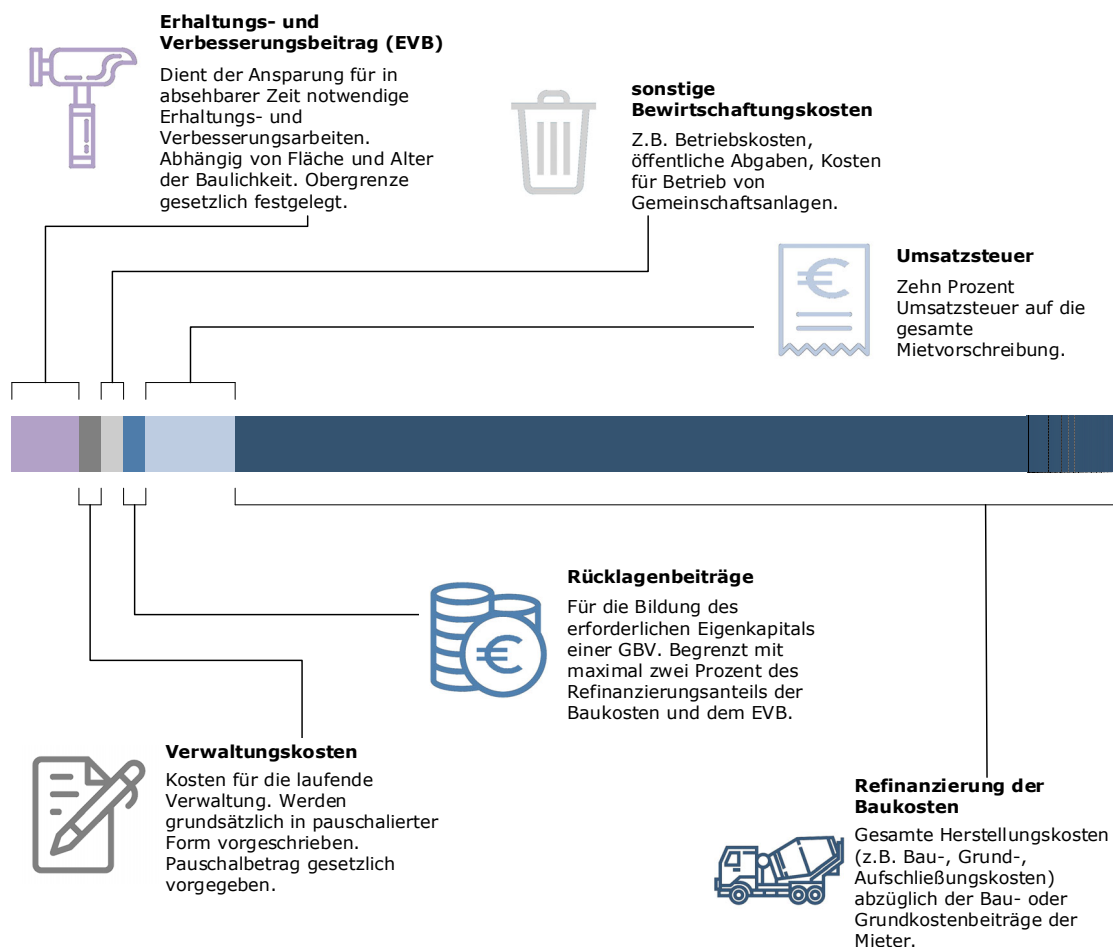 Erhaltungs- und
Verbesserungsbeitrag (EVB)
Dient der Ansparung für in
absehbarer Zeit notwendige
Erhaltungs- und
Verbesserungsarbeiten.
Abhängig von Fläche und Alter
der Baulichkeit. Obergrenze
gesetzlich festgelegt.
sonstige
Bewirtschaftungskosten
Z.B. Betriebskosten,
öffentliche Abgaben, Kosten
für Betrieb von
Gemeinschaftsanlagen.
€
Umsatzsteuer
Zehn Prozent
Umsatzsteuer auf die
gesamte
Mietvorschreibung.
€
Rücklagenbeiträge
Für die Bildung des
erforderlichen Eigenkapitals
einer GBV. Begrenzt mit
maximal zwei Prozent des
Refinanzierungsanteils der
Baukosten und dem EVB.
Verwaltungskosten
Kosten für die laufende
Verwaltung. Werden
grundsätzlich in pauschalierter
Form vorgeschrieben.
Pauschalbetrag gesetzlich
vorgegeben.
Refinanzierung der
Baukosten
Gesamte Herstellungskosten
(z.B. Bau-, Grund-,
Aufschließungskosten)
abzüglich der Bau- oder
Grundkostenbeiträge der
Mieter.